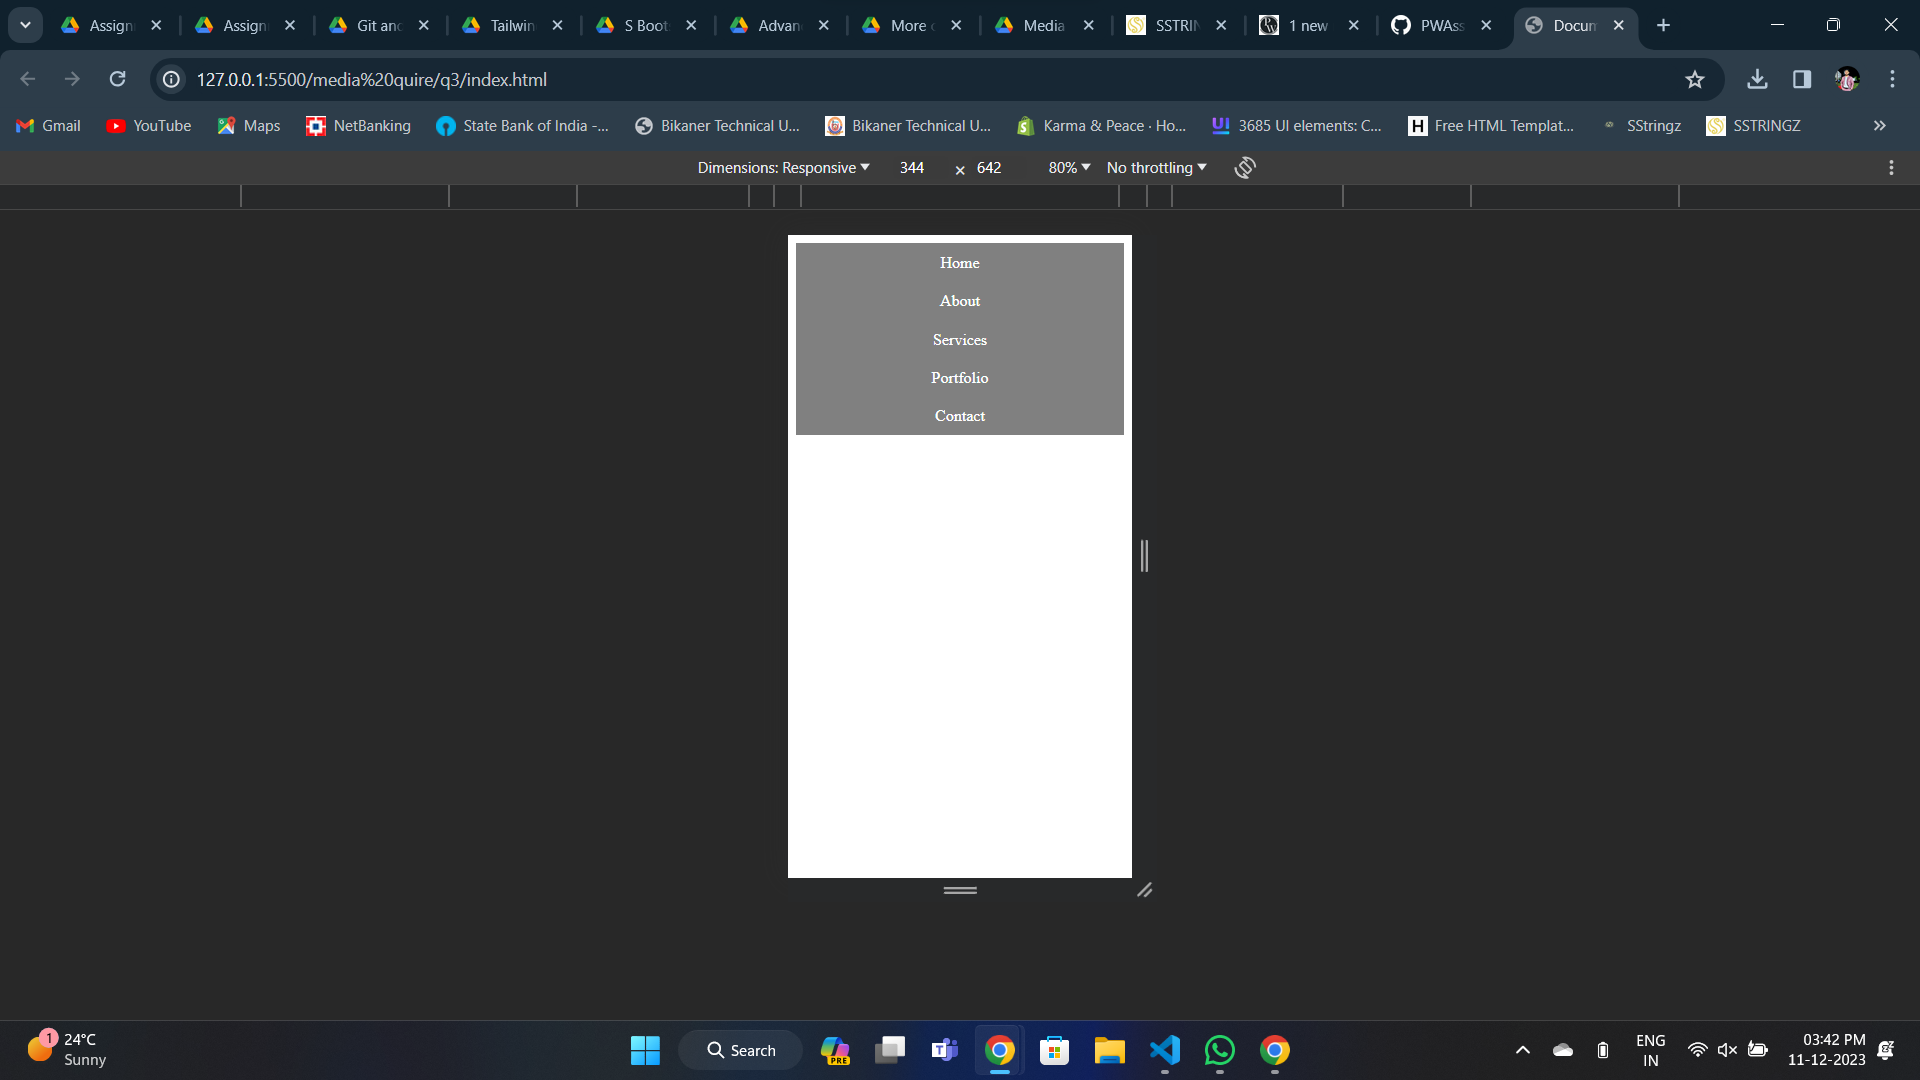 Assign
Assign
Git and
Tailwin
S Boot
Advan
More
Media
SSTRIN
1 new
PWAss
Docum
127.0.0.1:5500/media%20quire/q3/index.html
Gmail
YouTube
Maps
NetBanking
State Bank of India -...
Bikaner Technical U...
Bikaner Technical U...
Karma & Peace · Ho...
3685 UI elements: C...
Free HTML Templat...
SStringz
SSTRINGZ
Dimensions: Responsive
344
×
642
80%
No throttling
Home
About
Services
Portfolio
Contact
1
24°C
Sunny
Search
PRE
ENG
IN
03:42 PM
11-12-2023